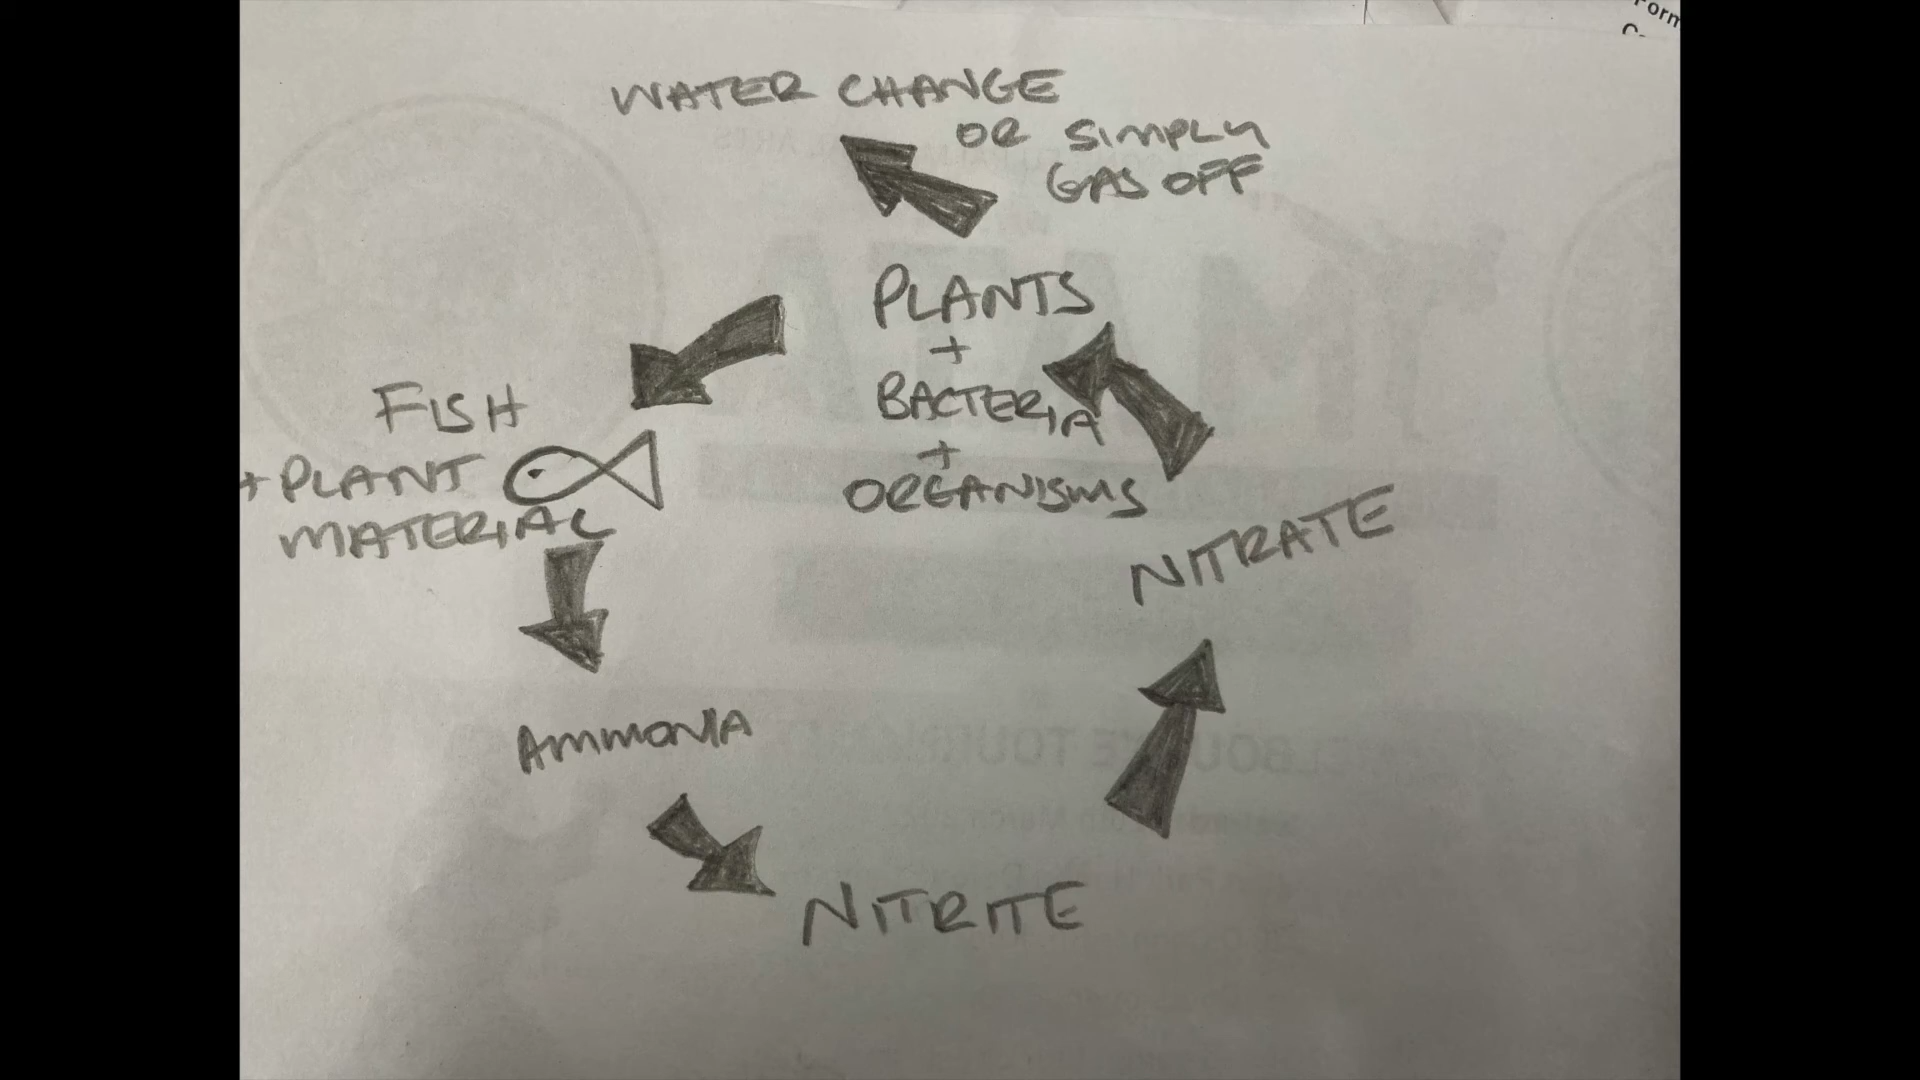 WATER CHANGE
OR SIMPLY
GAS OFF
PLANTS
+
BACTERIA
+
ORGANISMS
FISH
+ PLANT
MATERIAL
NITRATE
AMMONIA
NITRITE